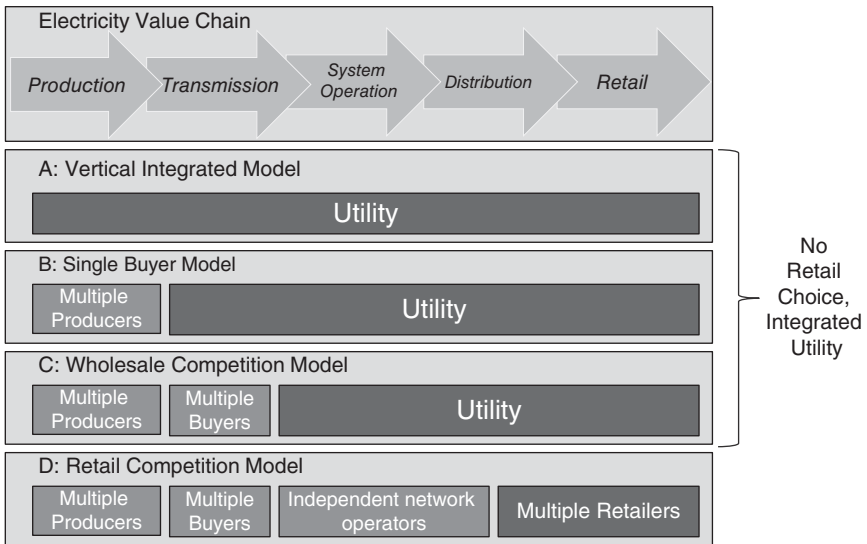 Electricity Value Chain
Production
Transmission
System
Operation
Distribution
Retail
A: Vertical Integrated Model
Utility
B: Single Buyer Model
Multiple
Producers
Utility
C: Wholesale Competition Model
Multiple
Producers
Multiple
Buyers
Utility
No
Retail
Choice,
Integrated
Utility
D: Retail Competition Model
Multiple
Producers
Multiple
Buyers
Independent network
operators
Multiple Retailers